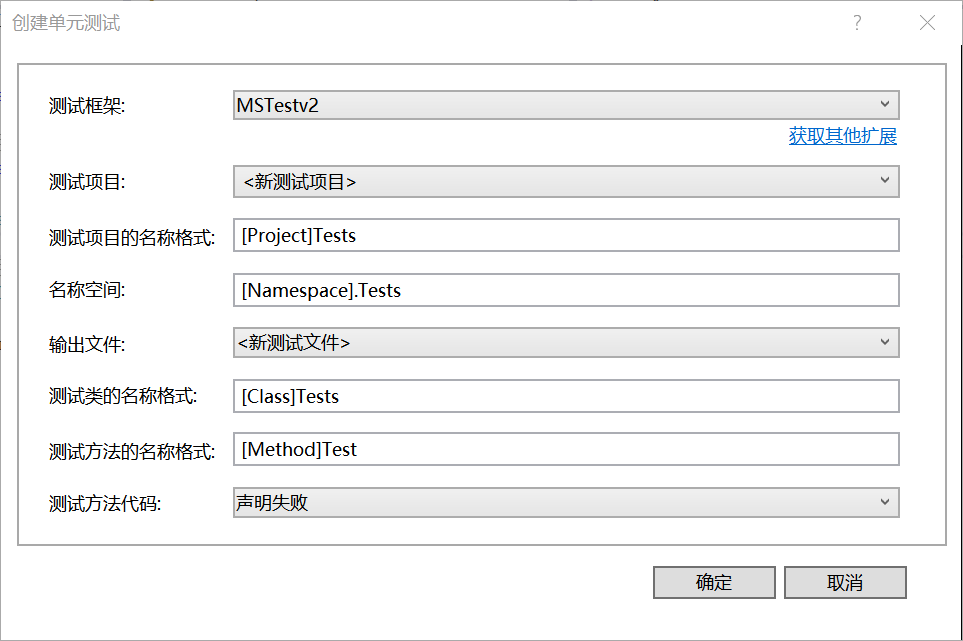 创建单元测试
测试框架: MSTestv2
获取其他扩展
测试项目: <新测试项目>
测试项目的名称格式: [Project]Tests
名称空间: [Namespace].Tests
输出文件: <新测试文件>
测试类的名称格式: [Class]Tests
测试方法的名称格式: [Method]Test
测试方法代码: 声明失败
确定 取消